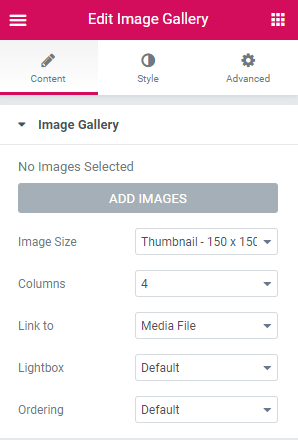 Edit Image Gallery
Content Style Advanced
Image Gallery
No Images Selected
ADD IMAGES
Image Size Thumbnail - 150 x 150
Columns 4
Link to Media File
Lightbox Default
Ordering Default